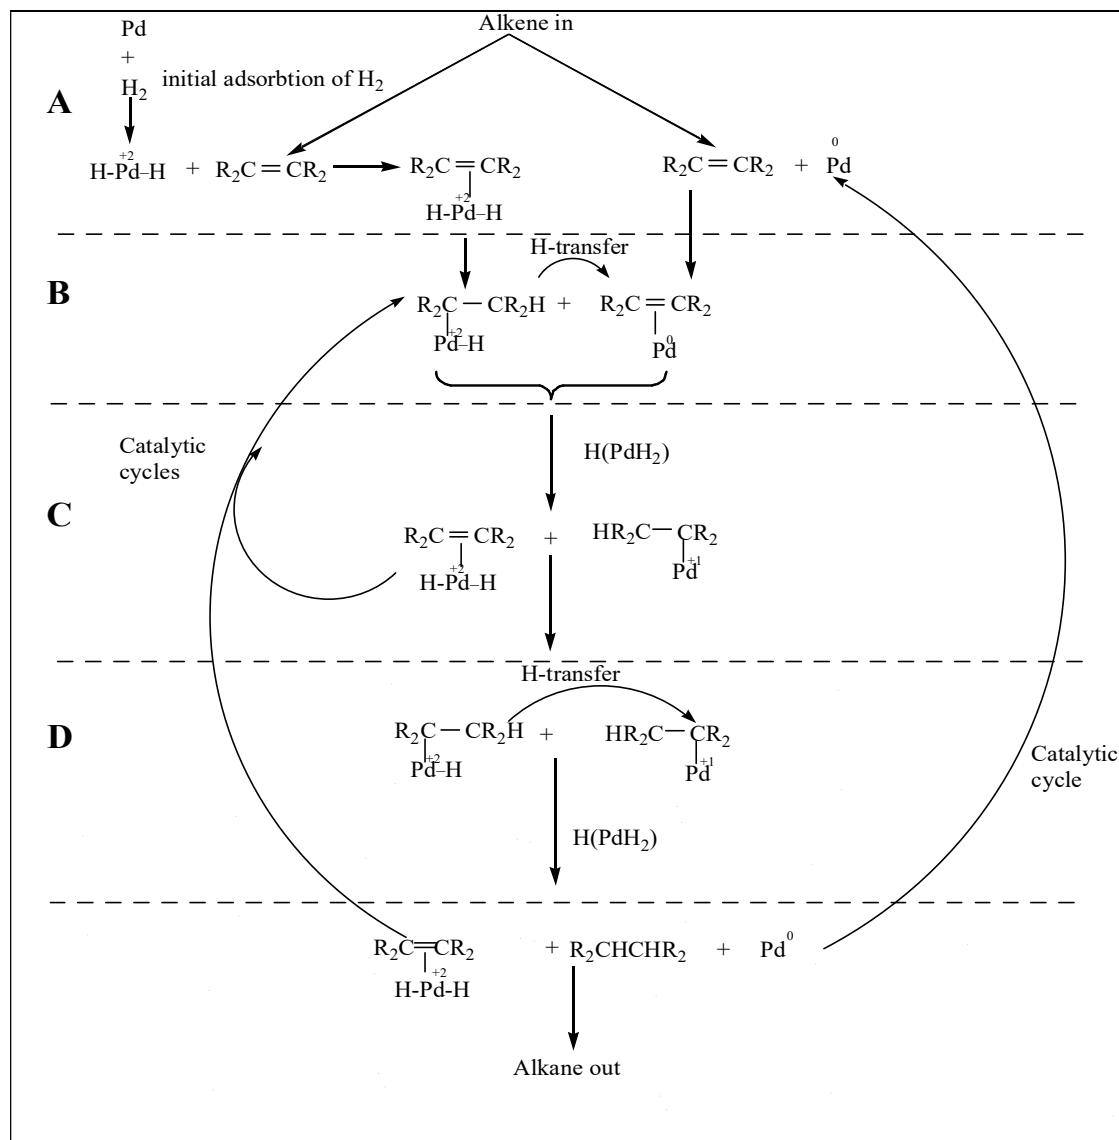 Alkene in
Pd
+
H2
initial adsorbtion of H2
A
+2
H-Pd–H + R2C=CR2
R2C=CR2
+2
H-Pd–H
R2C=CR2 + Pd
0
H-transfer
B
R2C—CR2H + R2C=CR2
+2
Pd–H
0
Pd
Catalytic
cycles
H(PdH2)
C
R2C=CR2 + HR2C—CR2
+2
H-Pd–H
+1
Pd
H-transfer
D
R2C—CR2H + HR2C—CR2
+2
Pd–H
+1
Pd
Catalytic
cycle
H(PdH2)
R2C=CR2 + R2CHCHR2 + Pd0
+2
H-Pd-H
Alkane out